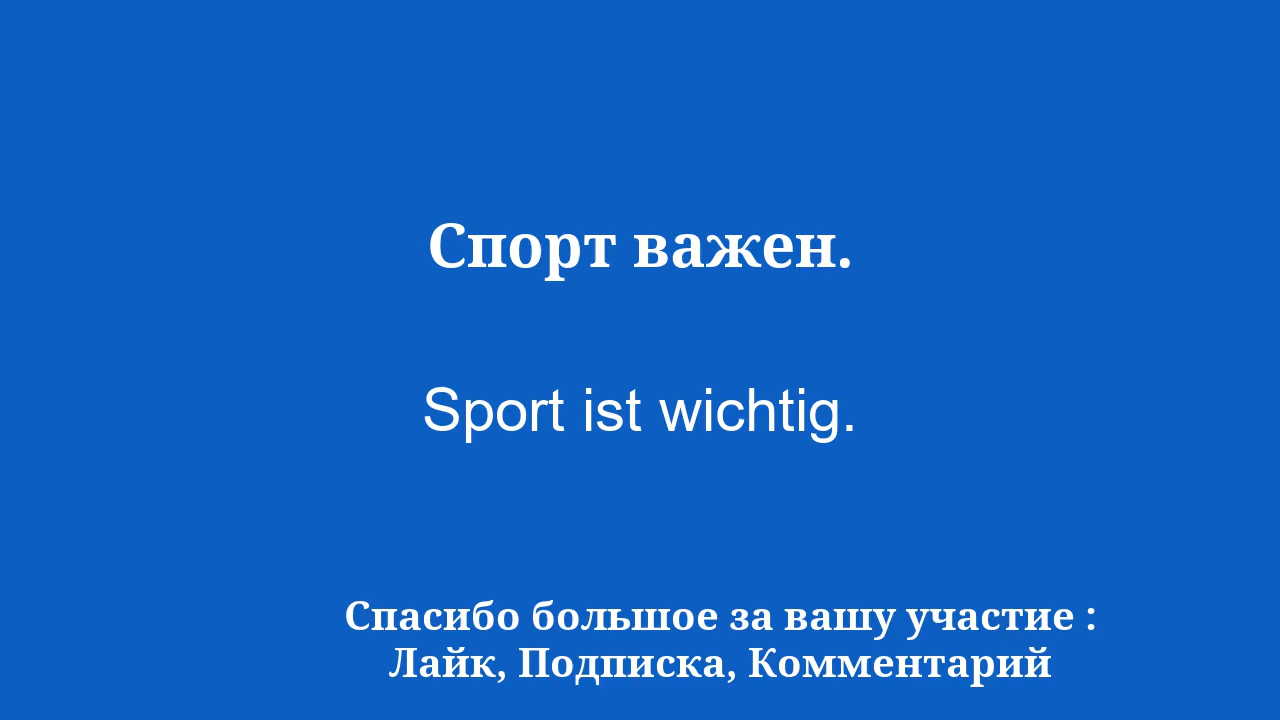 Спорт важен.
Sport ist wichtig.
Спасибо большое за вашу участие :
Лайк, Подписка, Комментарий